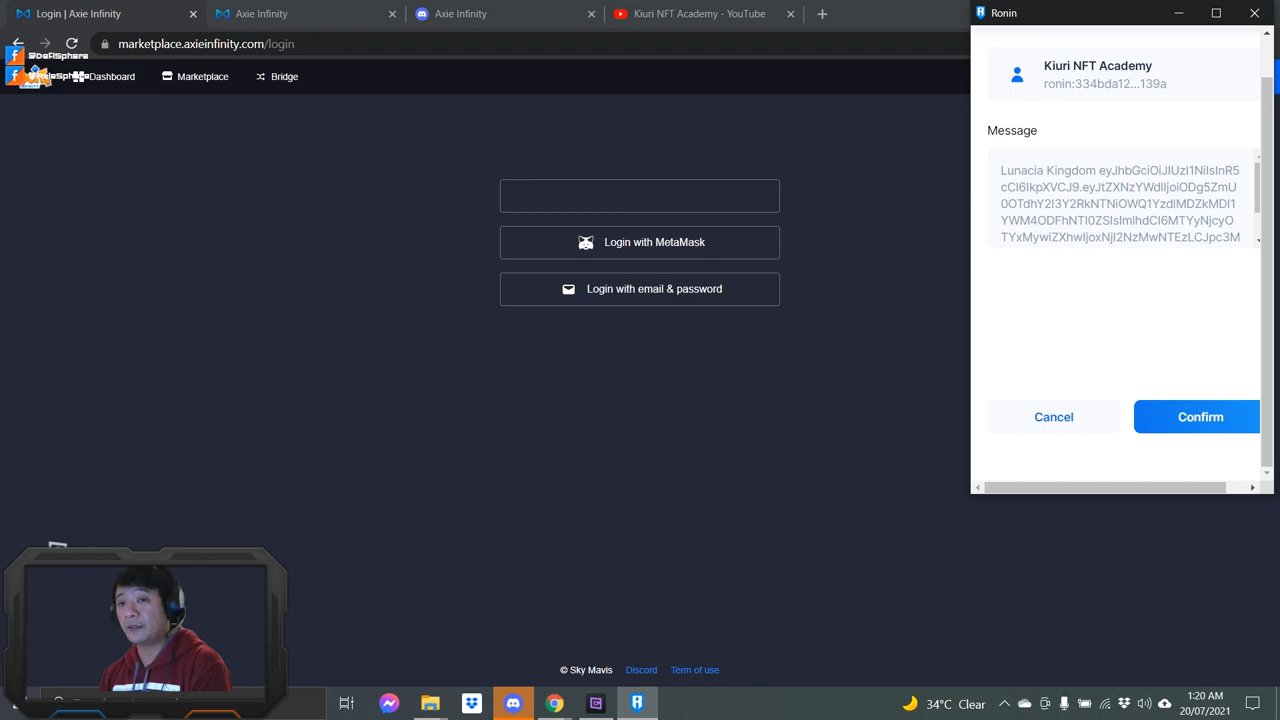 Login | Axie Infinity
Axie Infinity
Axie Infinity
Kiuri NFT Academy - YouTube
marketplace.axieinfinity.com/login
@DeFiSphere
Dashboard
Marketplace
Bridge
Login with MetaMask
Login with email & password
© Sky Mavis
Discord
Term of use
Ronin
Kiuri NFT Academy
ronin:334bda12...139a
Message
Lunacia Kingdom eyJhbGciOiJIUzI1NiIsInR5
cCI6IkpXVCJ9.eyJtZXNzYWdlIjoiODg5ZmU
0OTdhY2I3Y2RkNTNiOWQ1YzdlMDZkMDI1
YWM4ODFhNTI0ZSIsImlhdCI6MTYyNjcyO
TYxMywiZXhwIjoxNjI2NzMwNTEzLCJpc3M
Cancel
Confirm
34°C Clear
1:20 AM
20/07/2021